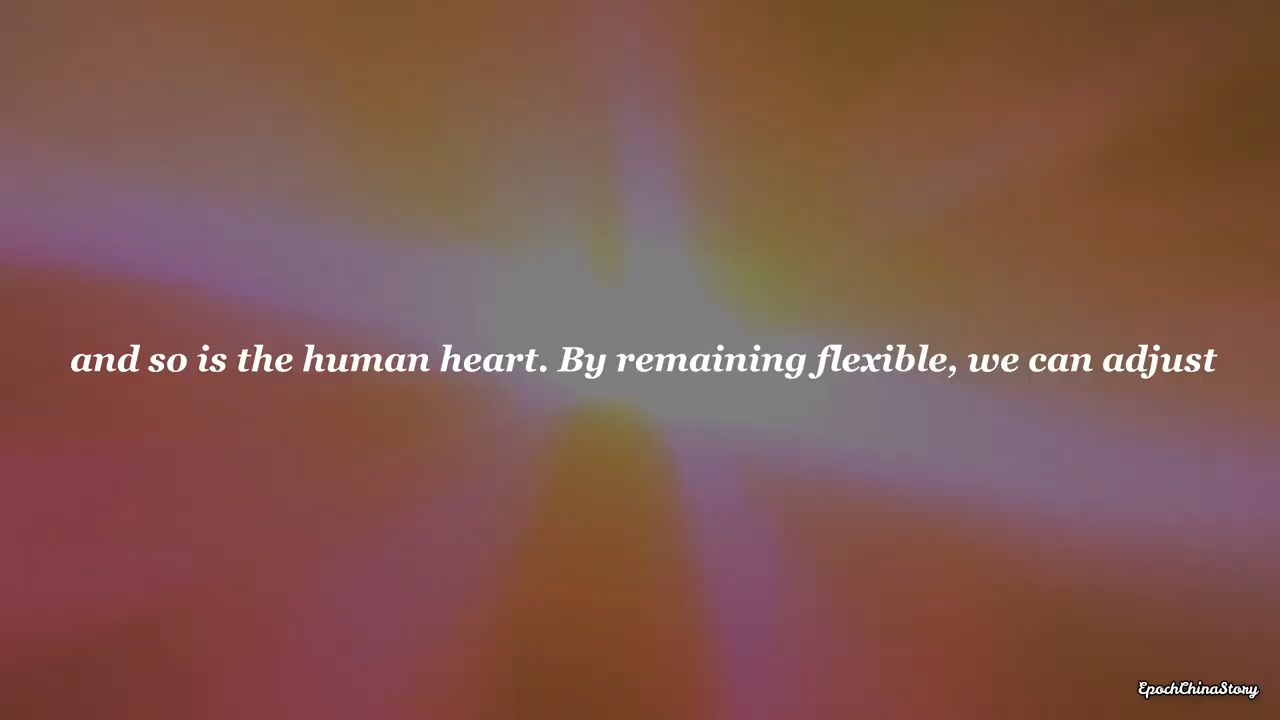 and so is the human heart. By remaining flexible, we can adjust
EpochChinaStory